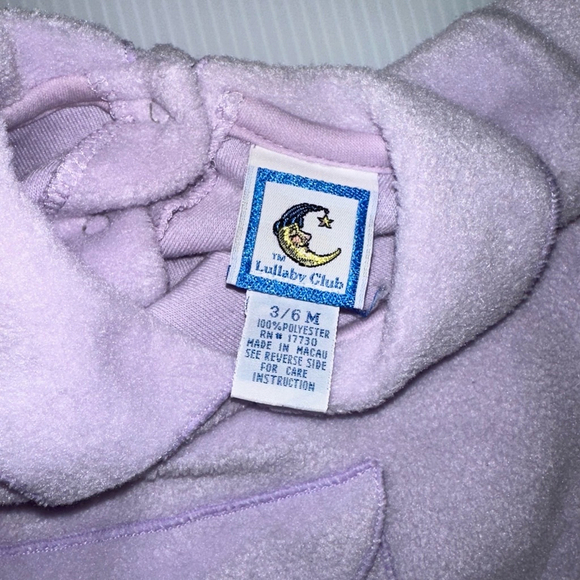 TM
Lullaby Club
3/6 M
100% POLYESTER
RN# 17730
MADE IN MACAU
SEE REVERSE SIDE
FOR CARE
INSTRUCTION